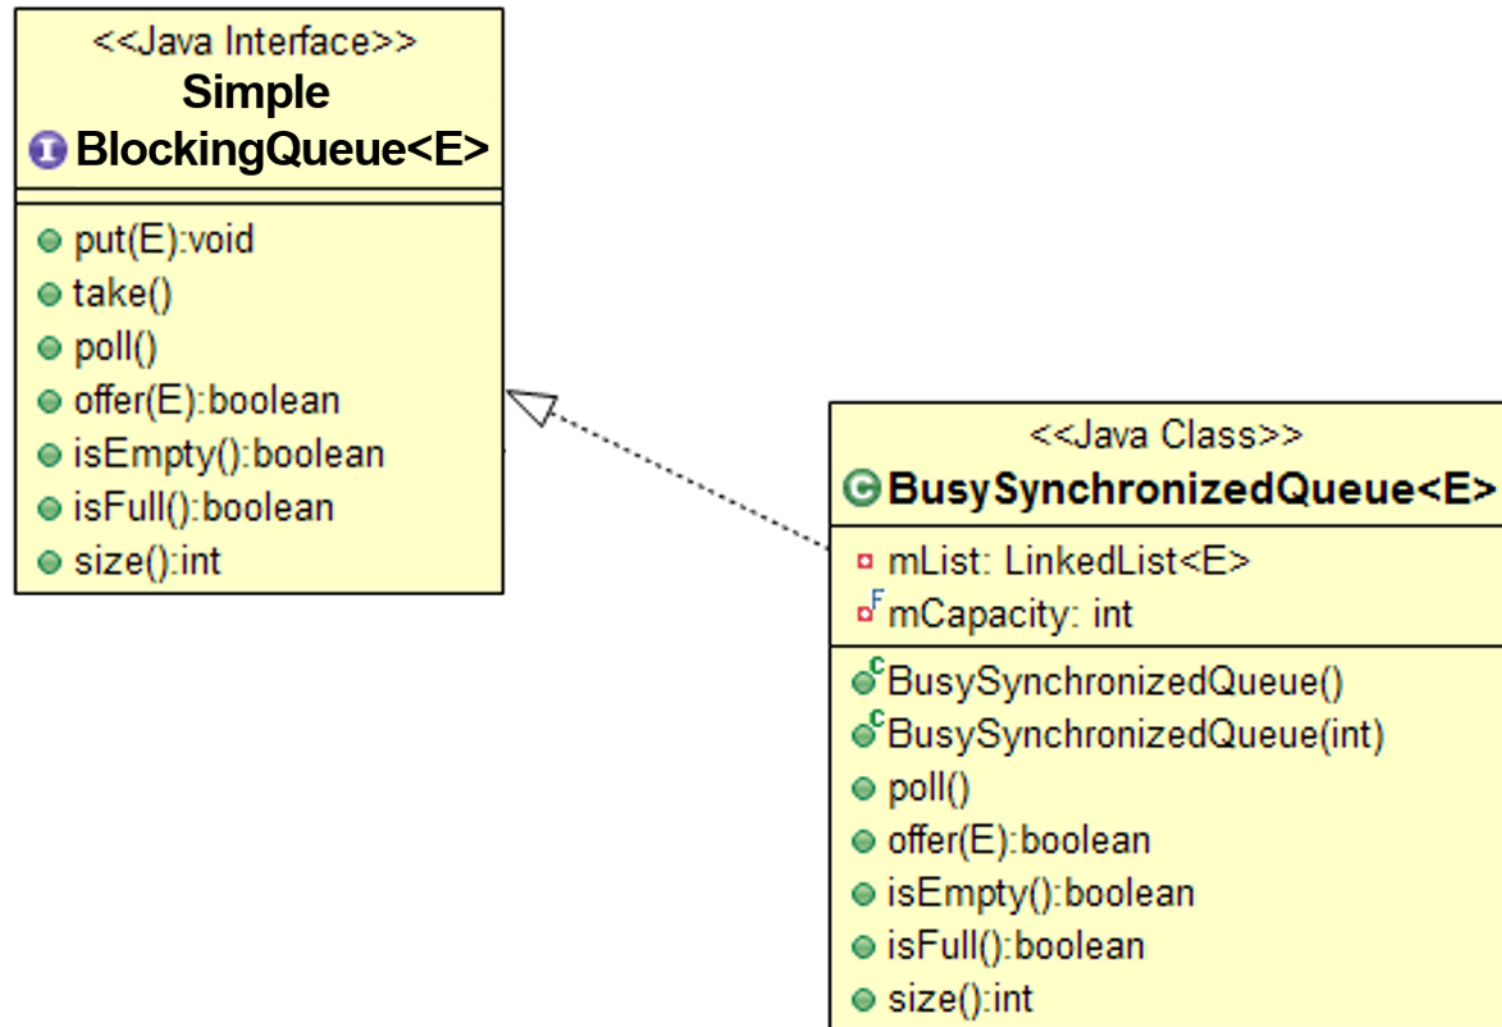 <<Java Interface>>
Simple
I BlockingQueue<E>
put(E):void
take()
poll()
offer(E):boolean
isEmpty():boolean
isFull():boolean
size():int
<<Java Class>>
C BusySynchronizedQueue<E>
mList: LinkedList<E>
F mCapacity: int
C BusySynchronizedQueue()
C BusySynchronizedQueue(int)
poll()
offer(E):boolean
isEmpty():boolean
isFull():boolean
size():int